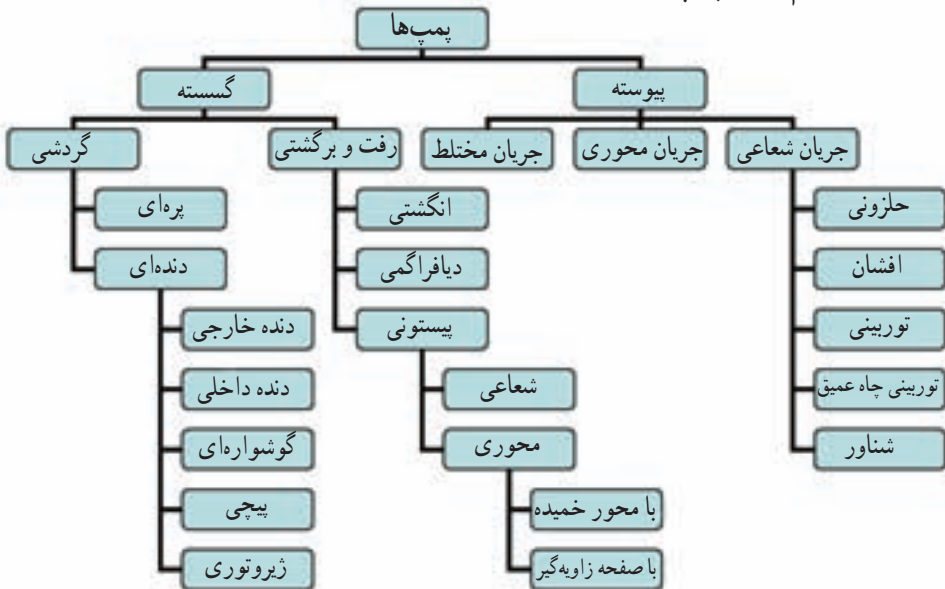 پمپ‌ها
پیوسته
گسسته
جریان شعاعی
جریان محوری
جریان مختلط
رفت و برگشتی
گردشی
حلزونی
افشان
توربینی
توربینی چاه عمیق
شناور
انگشتی
دیافراگمی
پیستونی
شعاعی
محوری
با محور خمیده
با صفحه زاویه‌گیر
پره‌ای
دنده‌ای
دنده خارجی
دنده داخلی
گوشواره‌ای
پیچی
ژیروتوری